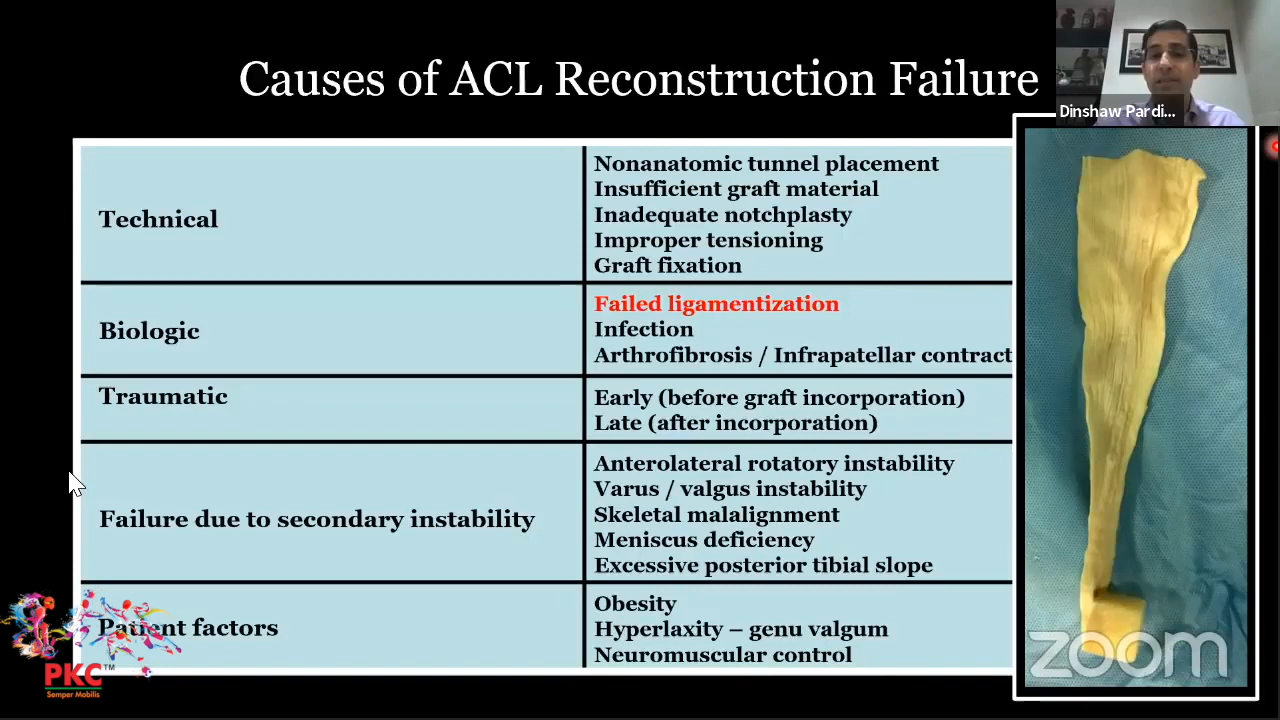 Causes of ACL Reconstruction Failure
Dinshaw Pardi...
Technical
Nonanatomic tunnel placement
Insufficient graft material
Inadequate notchplasty
Improper tensioning
Graft fixation
Biologic
Failed ligamentization
Infection
Arthrofibrosis / Infrapatellar contract
Traumatic
Early (before graft incorporation)
Late (after incorporation)
Failure due to secondary instability
Anterolateral rotatory instability
Varus / valgus instability
Skeletal malalignment
Meniscus deficiency
Excessive posterior tibial slope
Patient factors
Obesity
Hyperlaxity – genu valgum
Neuromuscular control
PKC™
Semper Mobilis
zoom